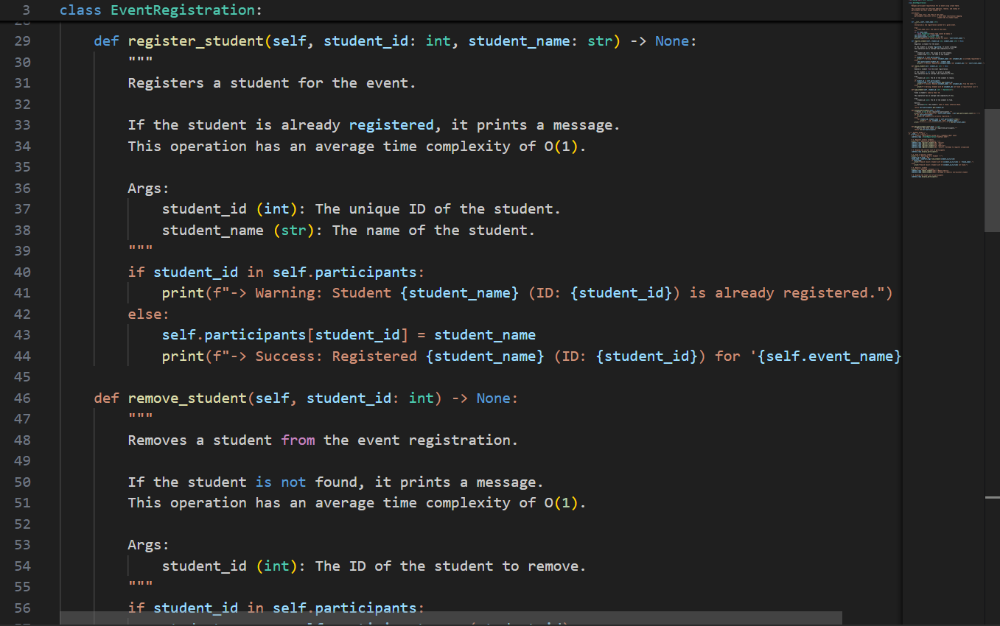 3 class EventRegistration:
29 def register_student(self, student_id: int, student_name: str) -> None:
30 """
31 Registers a student for the event.
32
33 If the student is already registered, it prints a message.
34 This operation has an average time complexity of O(1).
35
36 Args:
37 student_id (int): The unique ID of the student.
38 student_name (str): The name of the student.
39 """
40 if student_id in self.participants:
41 print(f"-> Warning: Student {student_name} (ID: {student_id}) is already registered.")
42 else:
43 self.participants[student_id] = student_name
44 print(f"-> Success: Registered {student_name} (ID: {student_id}) for '{self.event_name}
45
46 def remove_student(self, student_id: int) -> None:
47 """
48 Removes a student from the event registration.
49
50 If the student is not found, it prints a message.
51 This operation has an average time complexity of O(1).
52
53 Args:
54 student_id (int): The ID of the student to remove.
55 """
56 if student_id in self.participants: